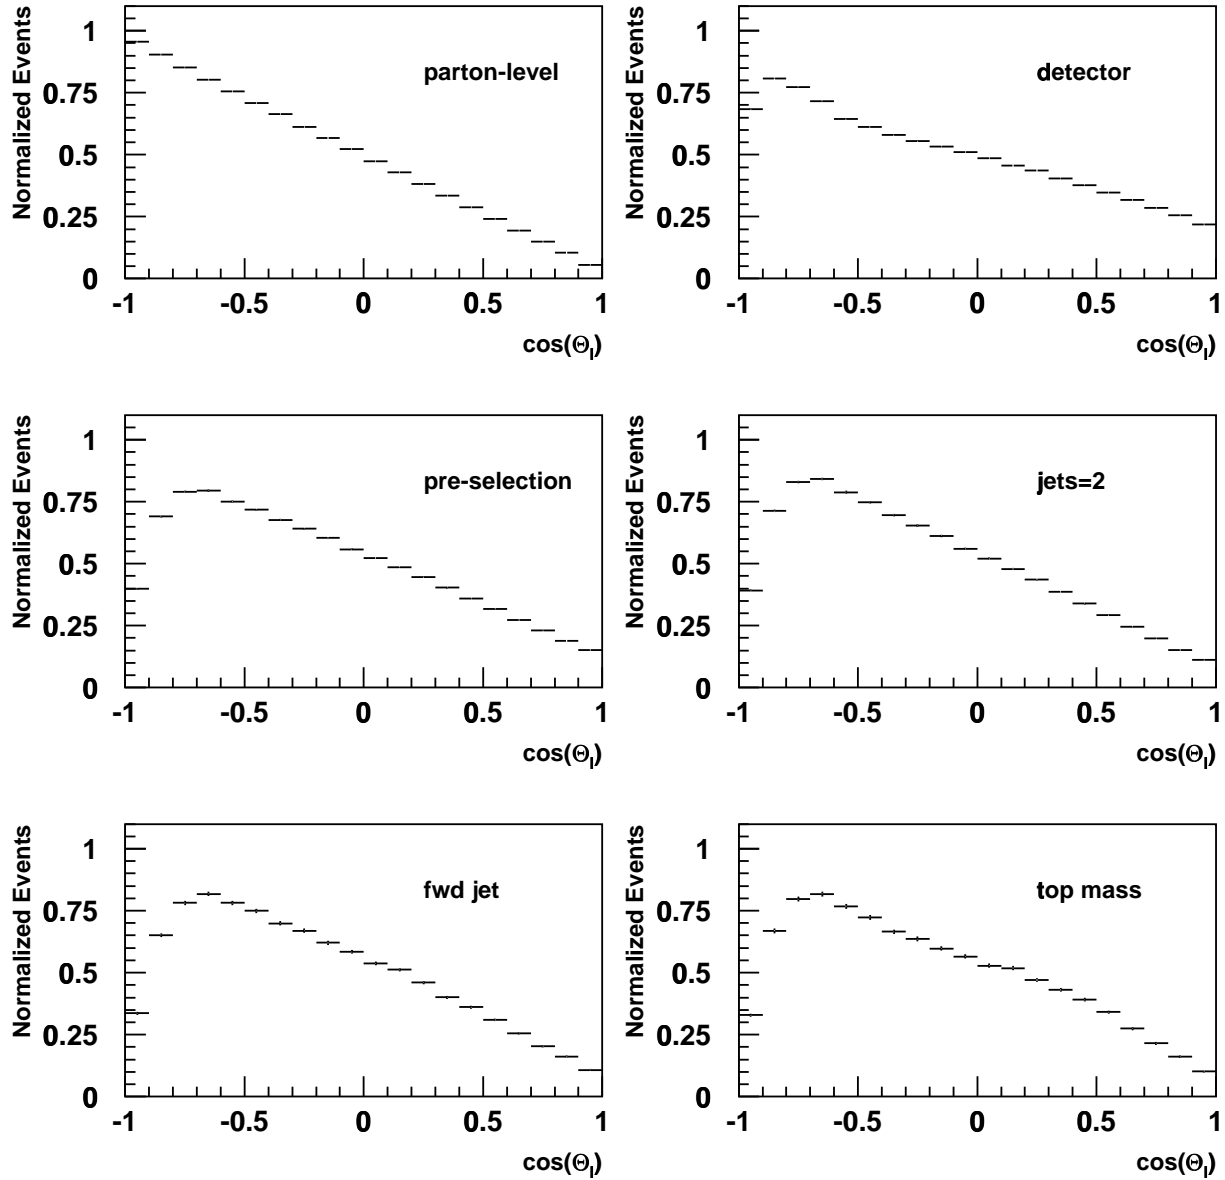 Normalized Events
parton-level
1
0.75
0.5
0.25
0
-1 -0.5 0 0.5 1
cos(Θl)
Normalized Events
detector
1
0.75
0.5
0.25
0
-1 -0.5 0 0.5 1
cos(Θl)
Normalized Events
pre-selection
1
0.75
0.5
0.25
0
-1 -0.5 0 0.5 1
cos(Θl)
Normalized Events
jets=2
1
0.75
0.5
0.25
0
-1 -0.5 0 0.5 1
cos(Θl)
Normalized Events
fwd jet
1
0.75
0.5
0.25
0
-1 -0.5 0 0.5 1
cos(Θl)
Normalized Events
top mass
1
0.75
0.5
0.25
0
-1 -0.5 0 0.5 1
cos(Θl)